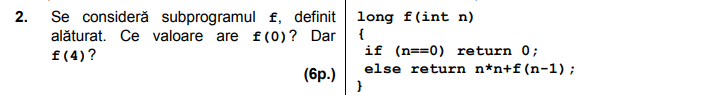 2. Se consideră subprogramul f, definit
alăturat. Ce valoare are f(0)? Dar
f(4)?
(6p.)
long f(int n)
{
if (n==0) return 0;
else return n*n+f(n-1);
}